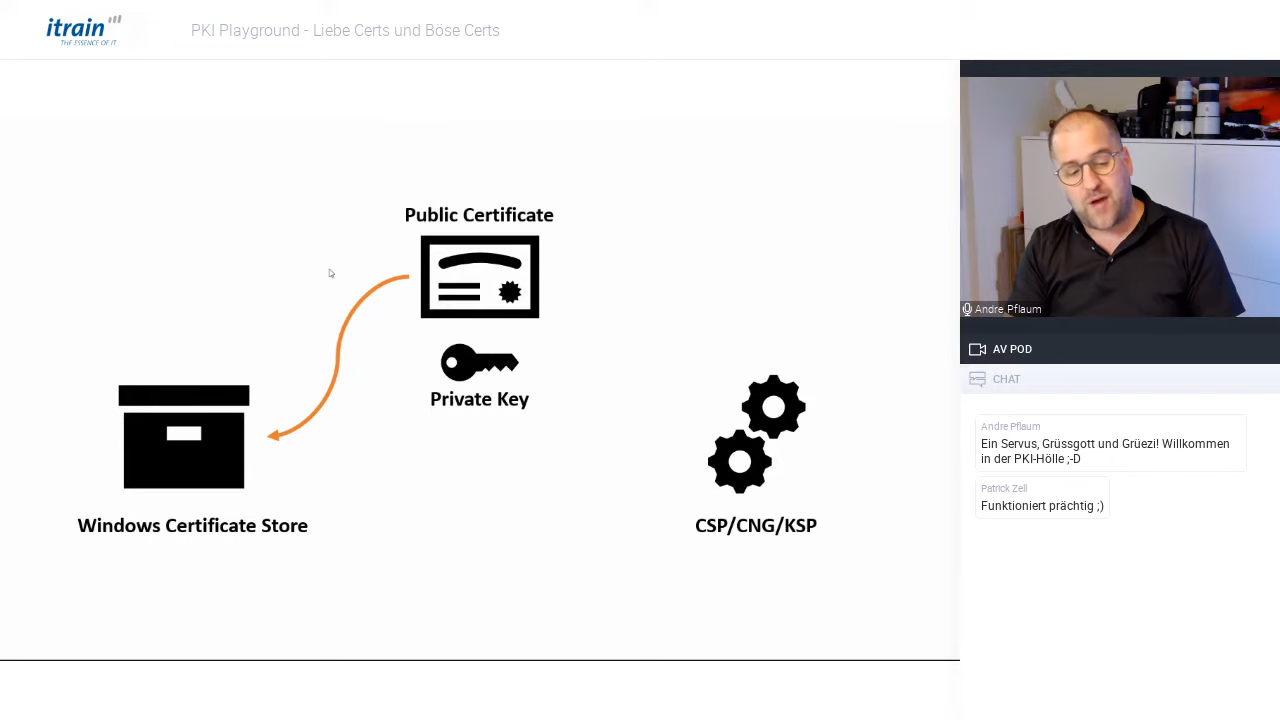 itrain
THE ESSENCE OF IT
PKI Playground - Liebe Certs und Böse Certs
Public Certificate
Private Key
Windows Certificate Store
CSP/CNG/KSP
Andre Pflaum
AV POD
CHAT
Andre Pflaum
Ein Servus, Grüssgott und Grüezi! Willkommen
in der PKI-Hölle ;-D
Patrick Zell
Funktioniert prächtig ;)